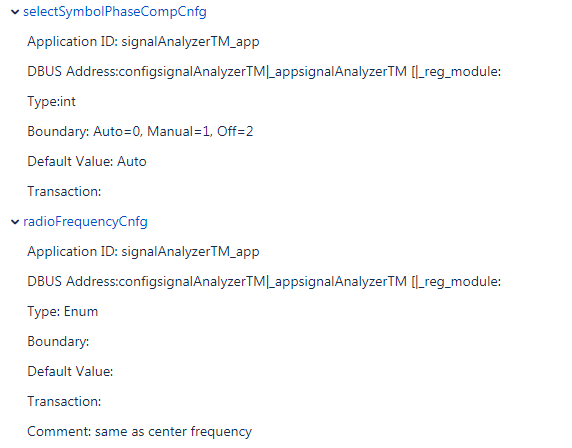 selectSymbolPhaseCompCnfg
Application ID: signalAnalyzerTM_app
DBUS Address:configsignalAnalyzerTM|_appsignalAnalyzerTM [|_reg_module:
Type:int
Boundary: Auto=0, Manual=1, Off=2
Default Value: Auto
Transaction:
radioFrequencyCnfg
Application ID: signalAnalyzerTM_app
DBUS Address:configsignalAnalyzerTM|_appsignalAnalyzerTM [|_reg_module:
Type: Enum
Boundary:
Default Value:
Transaction:
Comment: same as center frequency